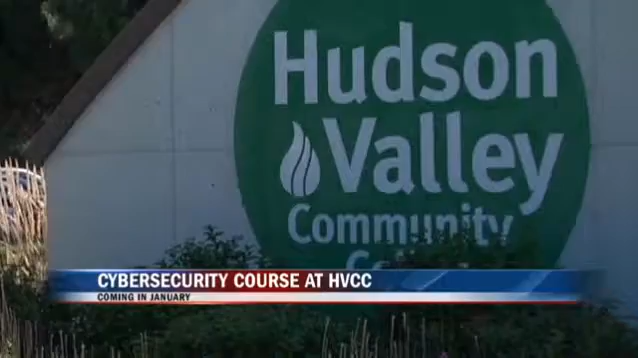 Hudson
Valley
Community
CYBERSECURITY COURSE AT HVCC
COMING IN JANUARY